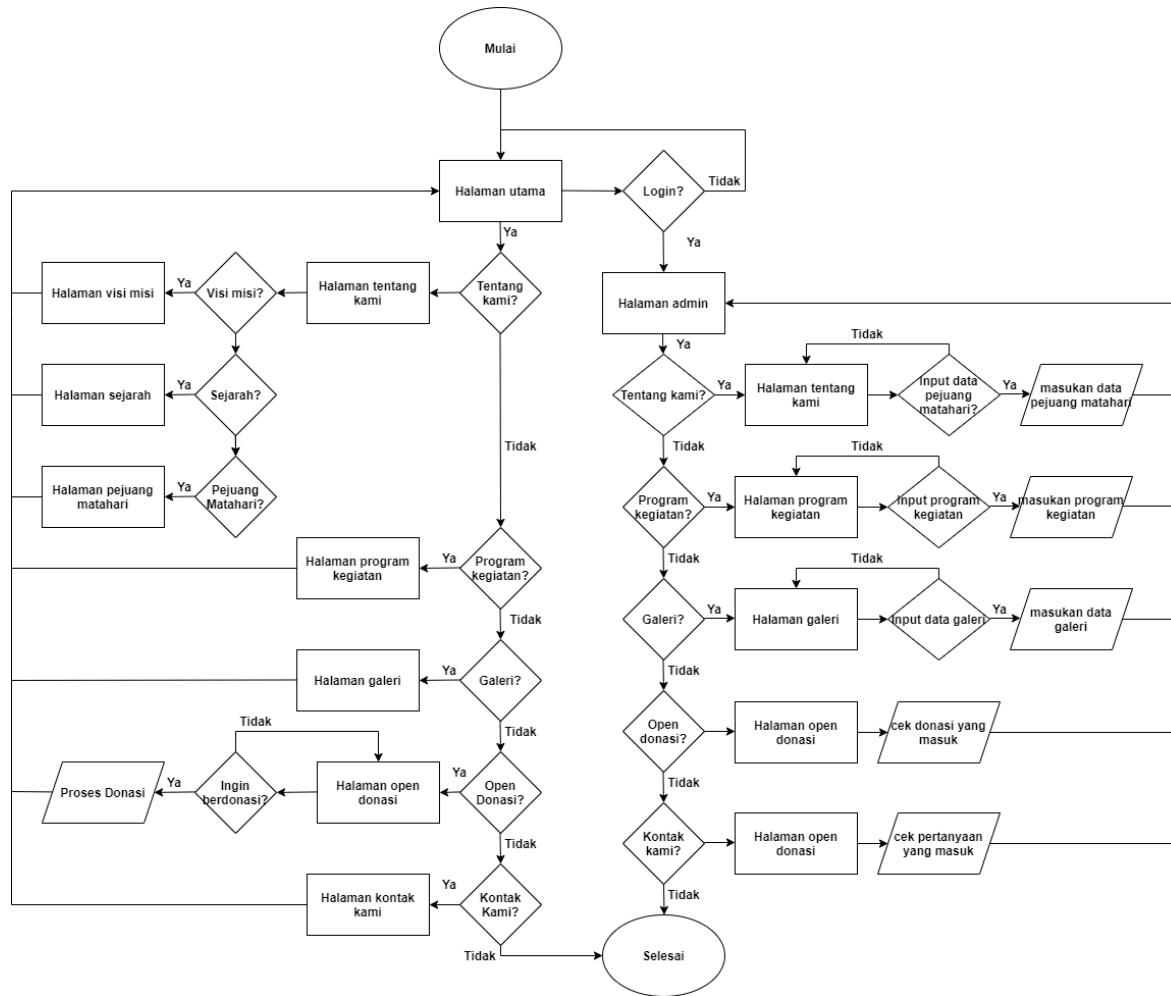 Mulai
Halaman utama
Login?
Tidak
Ya
Ya
Halaman visi misi
Ya
Visi misi?
Halaman tentang
kami
Tentang
kami?
Halaman admin
Ya
Halaman sejarah
Ya
Sejarah?
Tentang kami?
Ya
Halaman tentang
kami
Tidak
Input data
pejuang
matahari?
Ya
masukan data
pejuang matahari
Tidak
Tidak
Halaman pejuang
matahari
Ya
Pejuang
Matahari?
Program
kegiatan?
Ya
Halaman program
kegiatan
Tidak
Input program
kegiatan
Ya
masukan program
kegiatan
Tidak
Halaman program
kegiatan
Ya
Program
kegiatan?
Tidak
Galeri?
Ya
Halaman galeri
Tidak
Input data galeri
Ya
masukan data
galeri
Tidak
Halaman galeri
Ya
Galeri?
Tidak
Open
donasi?
Halaman open
donasi
cek donasi yang
masuk
Tidak
Proses Donasi
Ya
Ingin
berdonasi?
Tidak
Halaman open
donasi
Ya
Open
Donasi?
Tidak
Kontak
kami?
Halaman open
donasi
cek pertanyaan
yang masuk
Tidak
Halaman kontak
kami
Ya
Kontak
Kami?
Tidak
Selesai